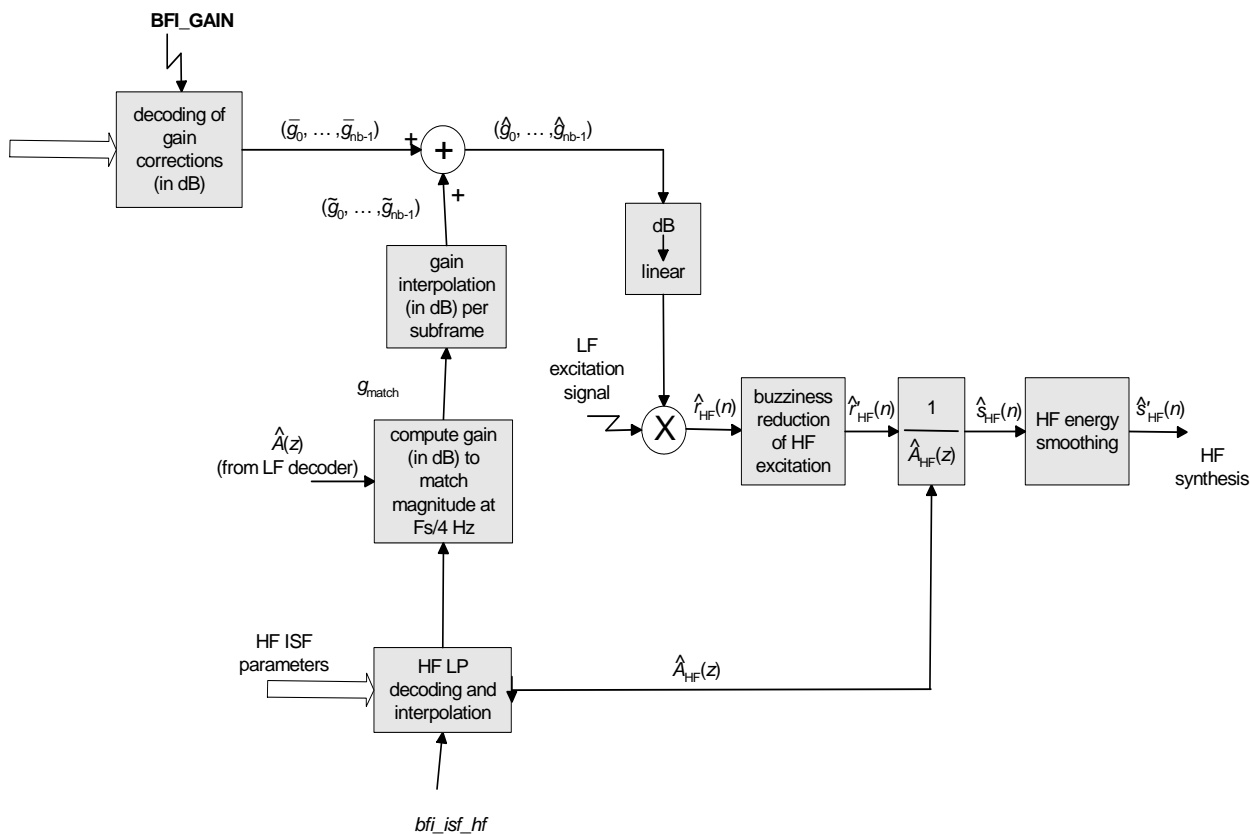 BFI_GAIN
decoding of
gain
corrections
(in dB)
(g̅0, … ,g̅nb-1)
+
+
(ĝ0, … ,ĝnb-1)
+
(g̃0, … ,g̃nb-1)
dB
linear
gain
interpolation
(in dB) per
subframe
LF
excitation
signal
gmatch
X
r̂HF(n)
buzziness
reduction
of HF
excitation
r̂'HF(n)
1
ÂHF(z)
ŝHF(n)
HF energy
smoothing
ŝ'HF(n)
HF
synthesis
Â(z)
(from LF decoder)
compute gain
(in dB) to
match
magnitude at
Fs/4 Hz
HF ISF
parameters
HF LP
decoding and
interpolation
ÂHF(z)
bfi_isf_hf